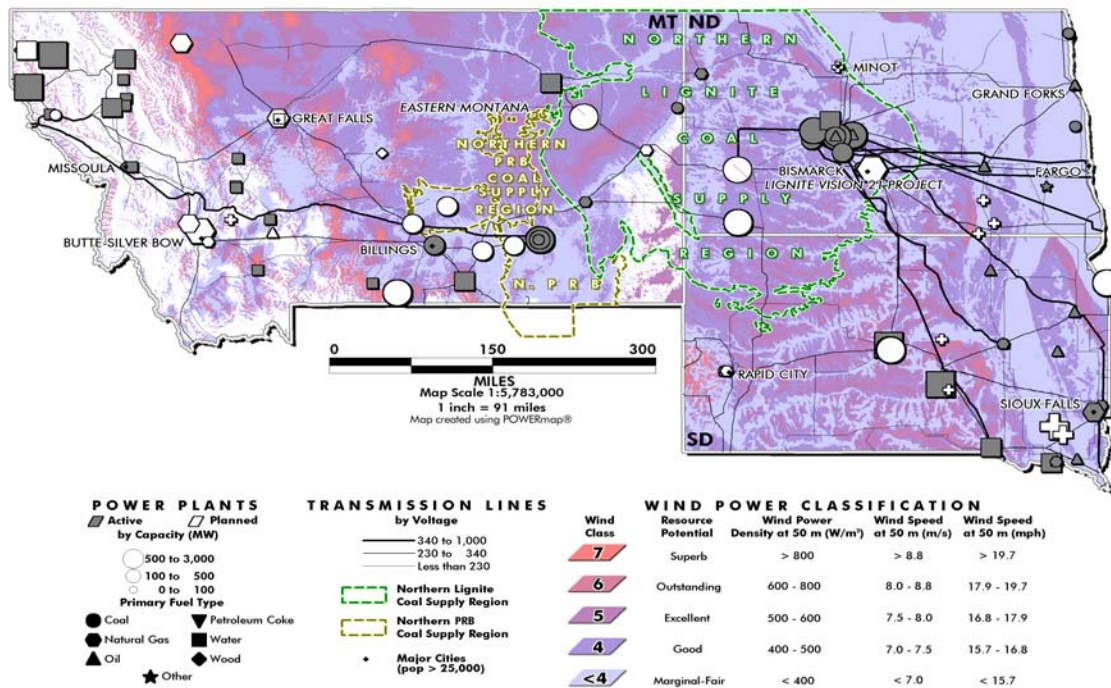 MT ND
NORTHERN
MINOT
LIGNITE
GRAND FORKS
EASTERN MONTANA
GREAT FALLS
COAL
NORTHERN
PRB
COAL
SUPPLY
REGION
MISSOULA
BISMARCK
LIGNITE VISION 21 PROJECT
FARGO
SUPPLY
BUTTE-SILVER BOW
BILLINGS
REGION
N. PRB
0 150 300
MILES
Map Scale 1:5,783,000
1 inch = 91 miles
Map created using POWERmap®
RAPID CITY
SIOUX FALLS
SD
POWER PLANTS
Active Planned
by Capacity (MW)
500 to 3,000
100 to 500
0 to 100
Primary Fuel Type
Coal Petroleum Coke
Natural Gas Water
Oil Wood
Other
TRANSMISSION LINES
by Voltage
340 to 1,000
230 to 340
Less than 230
Northern Lignite
Coal Supply Region
Northern PRB
Coal Supply Region
Major Cities
(pop > 25,000)
WIND POWER CLASSIFICATION
Wind Class Resource Potential Wind Power Density at 50 m (W/m²) Wind Speed at 50 m (m/s) Wind Speed at 50 m (mph)
7 Superb > 800 > 8.8 > 19.7
6 Outstanding 600 - 800 8.0 - 8.8 17.9 - 19.7
5 Excellent 500 - 600 7.5 - 8.0 16.8 - 17.9
4 Good 400 - 500 7.0 - 7.5 15.7 - 16.8
<4 Marginal-Fair < 400 < 7.0 < 15.7